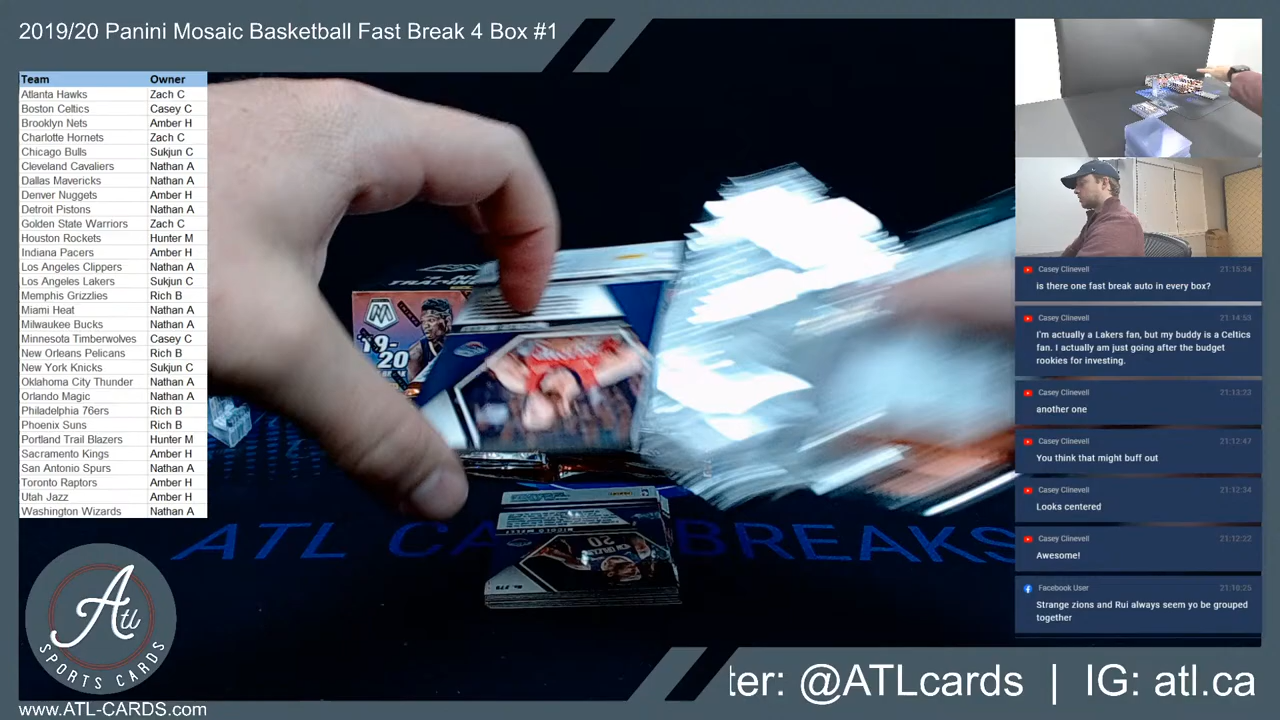 2019/20 Panini Mosaic Basketball Fast Break 4 Box #1
Team Owner
Atlanta Hawks Zach C
Boston Celtics Casey C
Brooklyn Nets Amber H
Charlotte Hornets Zach C
Chicago Bulls Sukjun C
Cleveland Cavaliers Nathan A
Dallas Mavericks Nathan A
Denver Nuggets Amber H
Detroit Pistons Nathan A
Golden State Warriors Zach C
Houston Rockets Hunter M
Indiana Pacers Amber H
Los Angeles Clippers Nathan A
Los Angeles Lakers Sukjun C
Memphis Grizzlies Rich B
Miami Heat Nathan A
Milwaukee Bucks Nathan A
Minnesota Timberwolves Casey C
New Orleans Pelicans Rich B
New York Knicks Sukjun C
Oklahoma City Thunder Nathan A
Orlando Magic Nathan A
Philadelphia 76ers Rich B
Phoenix Suns Rich B
Portland Trail Blazers Hunter M
Sacramento Kings Amber H
San Antonio Spurs Nathan A
Toronto Raptors Amber H
Utah Jazz Amber H
Washington Wizards Nathan A
Atl
SPORTS CARDS
www.ATL-CARDS.com
19-20
ATL CA BREAKS
Casey Clinevell 21:15:34
is there one fast break auto in every box?
Casey Clinevell 21:14:53
I'm actually a Lakers fan, but my buddy is a Celtics
fan. I actually am just going after the budget
rookies for investing.
Casey Clinevell 21:13:23
another one
Casey Clinevell 21:12:47
You think that might buff out
Casey Clinevell 21:12:34
Looks centered
Casey Clinevell 21:12:22
Awesome!
Facebook User 21:10:25
Strange zions and Rui always seem yo be grouped
together
ter: @ATLcards | IG: atl.ca